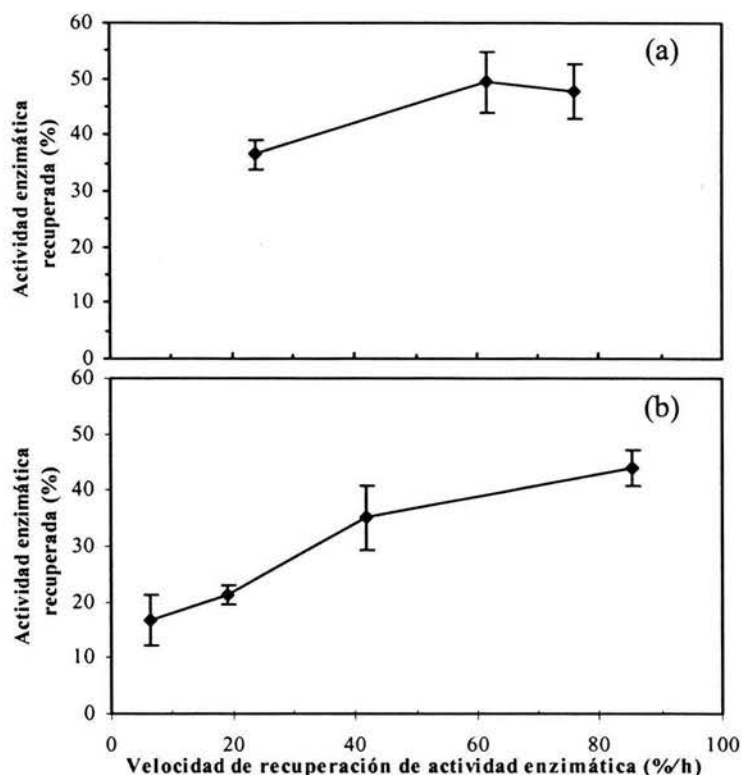 60
50
40
30
20
10
0
Actividad enzimática
recuperada (%)
(a)
60
50
40
30
20
10
0
Actividad enzimática
recuperada (%)
(b)
0 20 40 60 80 100
Velocidad de recuperación de actividad enzimática (%/h)